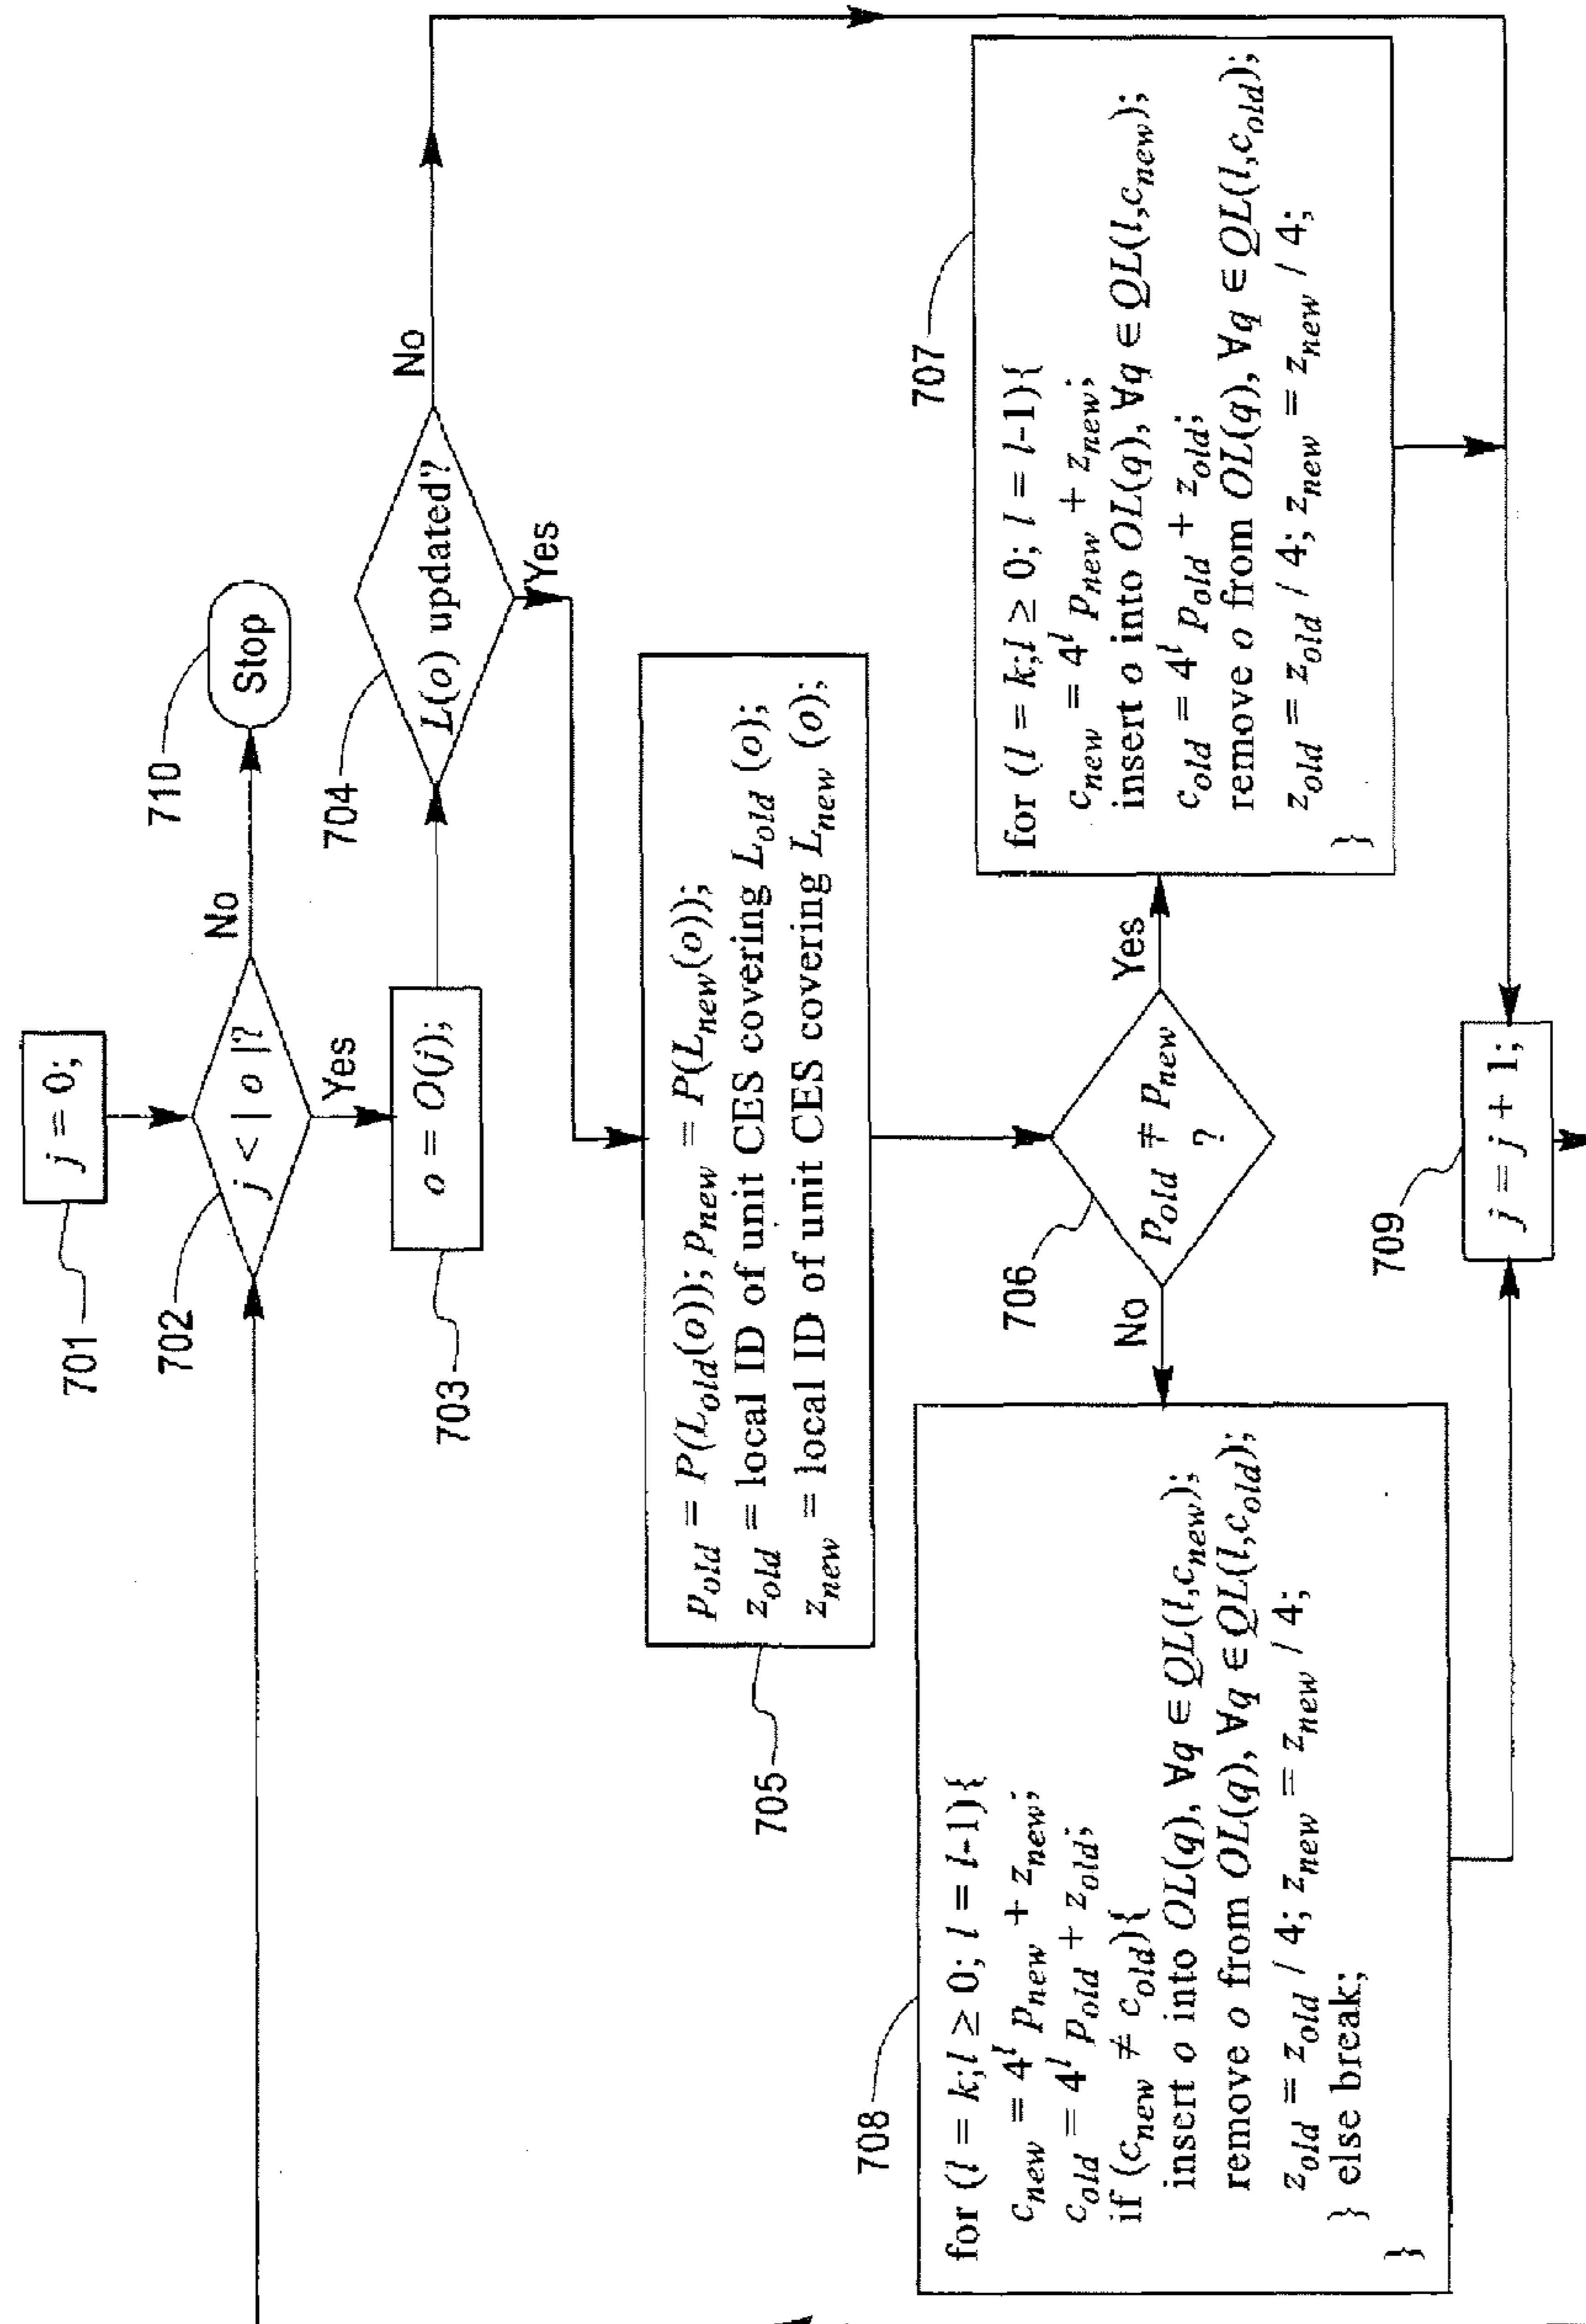 701
j = 0;
702
j < | o |?
No
710
Stop
Yes
703
o = O(j);
704
L(o) updated?
No
Yes
705
p_old = P(L_old(o)); p_new = P(L_new(o));
z_old = local ID of unit CES covering L_old (o);
z_new = local ID of unit CES covering L_new (o);
706
p_old ≠ p_new
?
No
Yes
707
for (l = k;l ≥ 0; l = l-1){
c_new = 4^l p_new + z_new;
insert o into OL(q), ∀q ∈ QL(l,c_new);
c_old = 4^l p_old + z_old;
remove o from OL(q), ∀q ∈ QL(l,c_old);
z_old = z_old / 4; z_new = z_new / 4;
}
708
for (l = k;l ≥ 0; l = l-1){
c_new = 4^l p_new + z_new;
c_old = 4^l p_old + z_old;
if (c_new ≠ c_old){
insert o into OL(q), ∀q ∈ QL(l,c_new);
remove o from OL(q), ∀q ∈ QL(l,c_old);
z_old = z_old / 4; z_new = z_new / 4;
} else break;
}
709
j = j + 1;